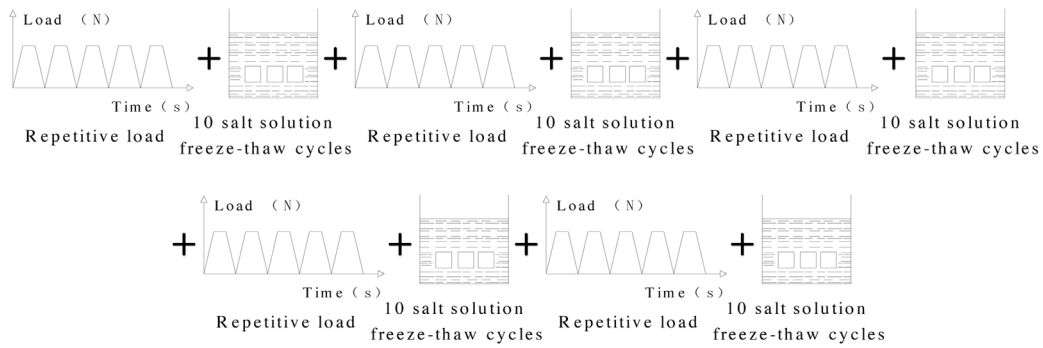 Load （N）
Time（s）
Repetitive load
10 salt solution
freeze-thaw cycles
Load （N）
Time（s）
Repetitive load
10 salt solution
freeze-thaw cycles
Load （N）
Time（s）
Repetitive load
10 salt solution
freeze-thaw cycles
Load （N）
Time（s）
Repetitive load
10 salt solution
freeze-thaw cycles
Load （N）
Time（s）
Repetitive load
10 salt solution
freeze-thaw cycles